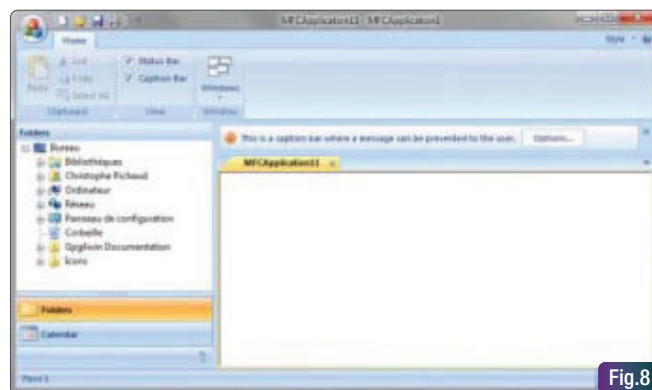 MFCApplication11 - MFCApplication1
Home
Style
Cut
Copy
Select All
Paste
Status Bar
Caption Bar
Windows
Clipboard
View
Window
Folders
Bureau
Bibliothèques
Christophe Pichaud
Ordinateur
Réseau
Panneau de configuration
Corbeille
Documentation
Icons
This is a caption bar where a message can be presented to the user.
Options...
MFCApplication11
Folders
Calendar
Fig.8